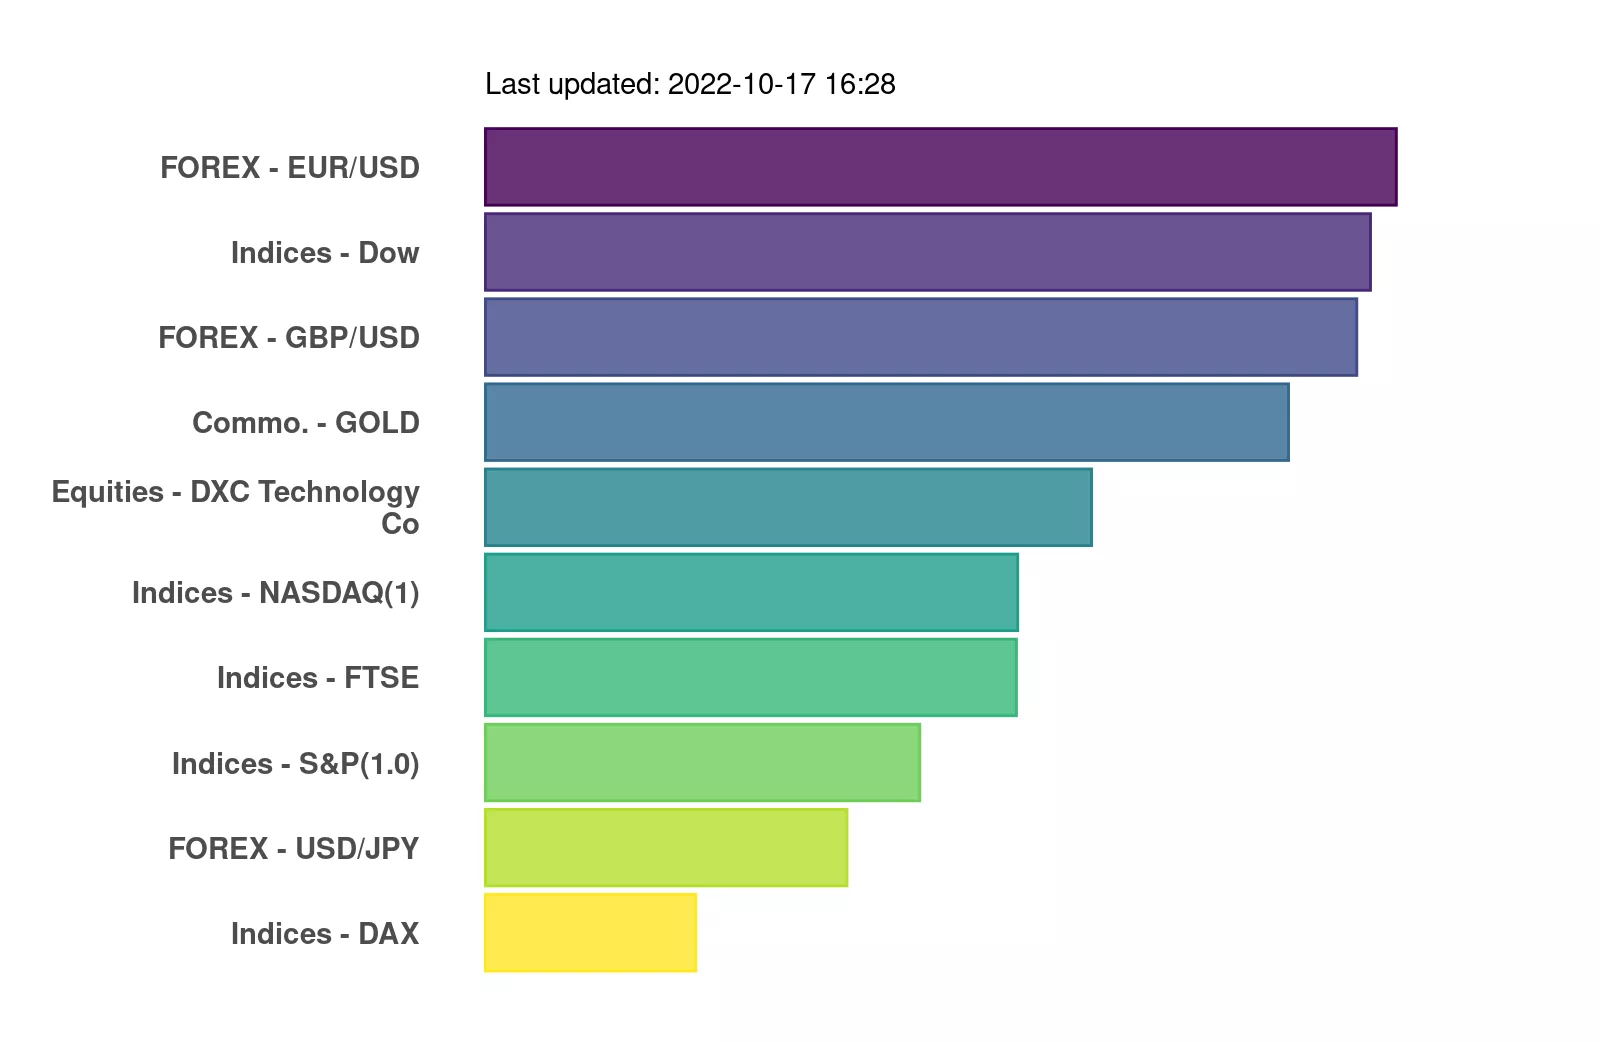 Last updated: 2022-10-17 16:28
FOREX - EUR/USD
Indices - Dow
FOREX - GBP/USD
Commo. - GOLD
Equities - DXC Technology
Co
Indices - NASDAQ(1)
Indices - FTSE
Indices - S&P(1.0)
FOREX - USD/JPY
Indices - DAX